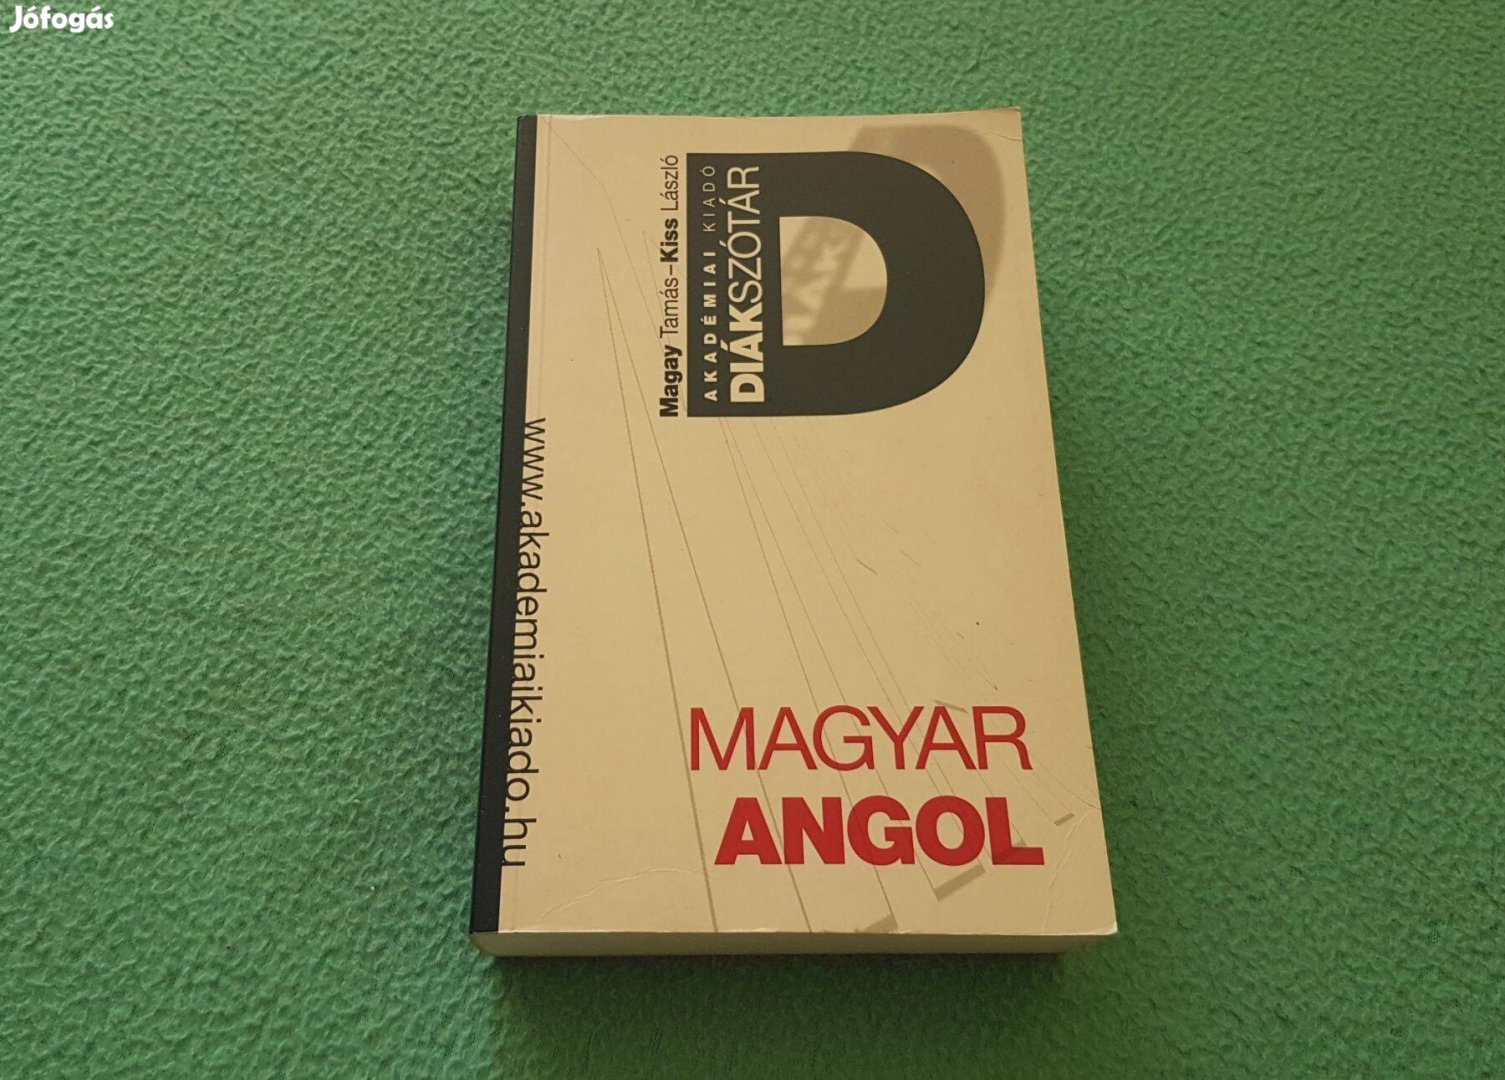 Jófogás
Magay Tamás–Kiss László
AKADÉMIAI KIADÓ
DIÁKSZÓTÁR
www.akademiaikiado.hu
MAGYAR
ANGOL